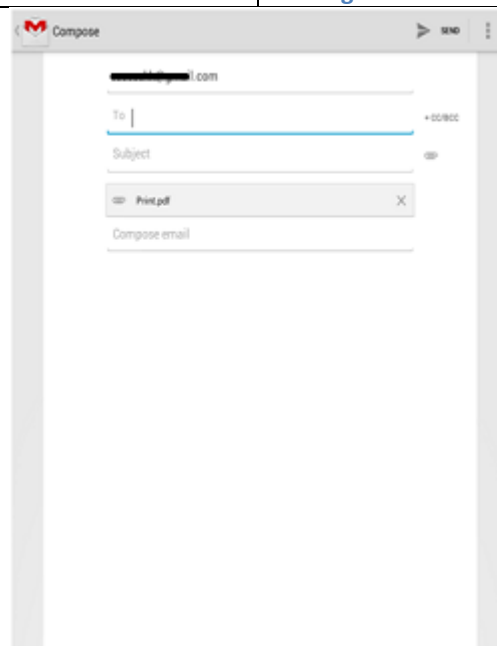 Compose SEND
l.com
To + CC/BCC
Subject
Print.pdf
Compose email